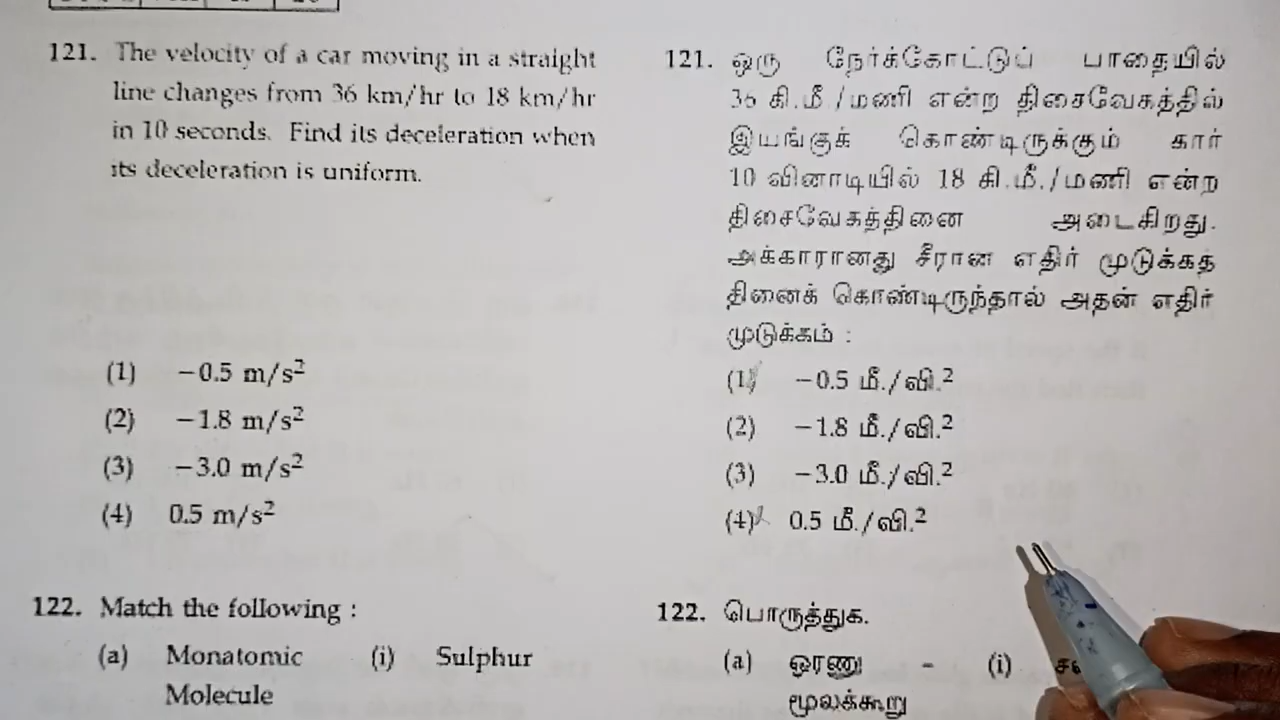 121. The velocity of a car moving in a straight
line changes from 36 km/hr to 18 km/hr
in 10 seconds. Find its deceleration when
its deceleration is uniform.
(1) −0.5 m/s²
(2) −1.8 m/s²
(3) −3.0 m/s²
(4) 0.5 m/s²
122. Match the following :
(a) Monatomic (i) Sulphur
Molecule
121. ஒரு நேர்க்கோட்டுப் பாதையில்
36 கி.மீ/மணி என்ற திசைவேகத்தில்
இயங்குக் கொண்டிருக்கும் கார்
10 வினாடியில் 18 கி.மீ./மணி என்ற
திசைவேகத்தினை அடைகிறது.
அக்காரானது சீரான எதிர் முடுக்கத்
தினைக் கொண்டிருந்தால் அதன் எதிர்
முடுக்கம் :
(1) −0.5 மீ./வி.²
(2) −1.8 மீ./வி.²
(3) −3.0 மீ./வி.²
(4) 0.5 மீ./வி.²
122. பொருத்துக.
(a) ஓரணு - (i)
மூலக்கூறு